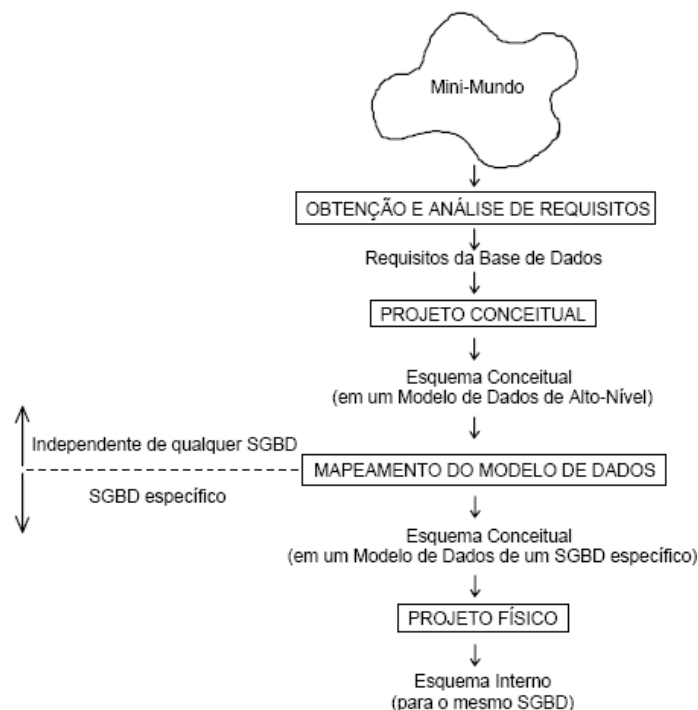 Mini-Mundo
OBTENÇÃO E ANÁLISE DE REQUISITOS
Requisitos da Base de Dados
PROJETO CONCEITUAL
Esquema Conceitual
(em um Modelo de Dados de Alto-Nível)
Independente de qualquer SGBD
MAPEAMENTO DO MODELO DE DADOS
SGBD específico
Esquema Conceitual
(em um Modelo de Dados de um SGBD específico)
PROJETO FÍSICO
Esquema Interno
(para o mesmo SGBD)